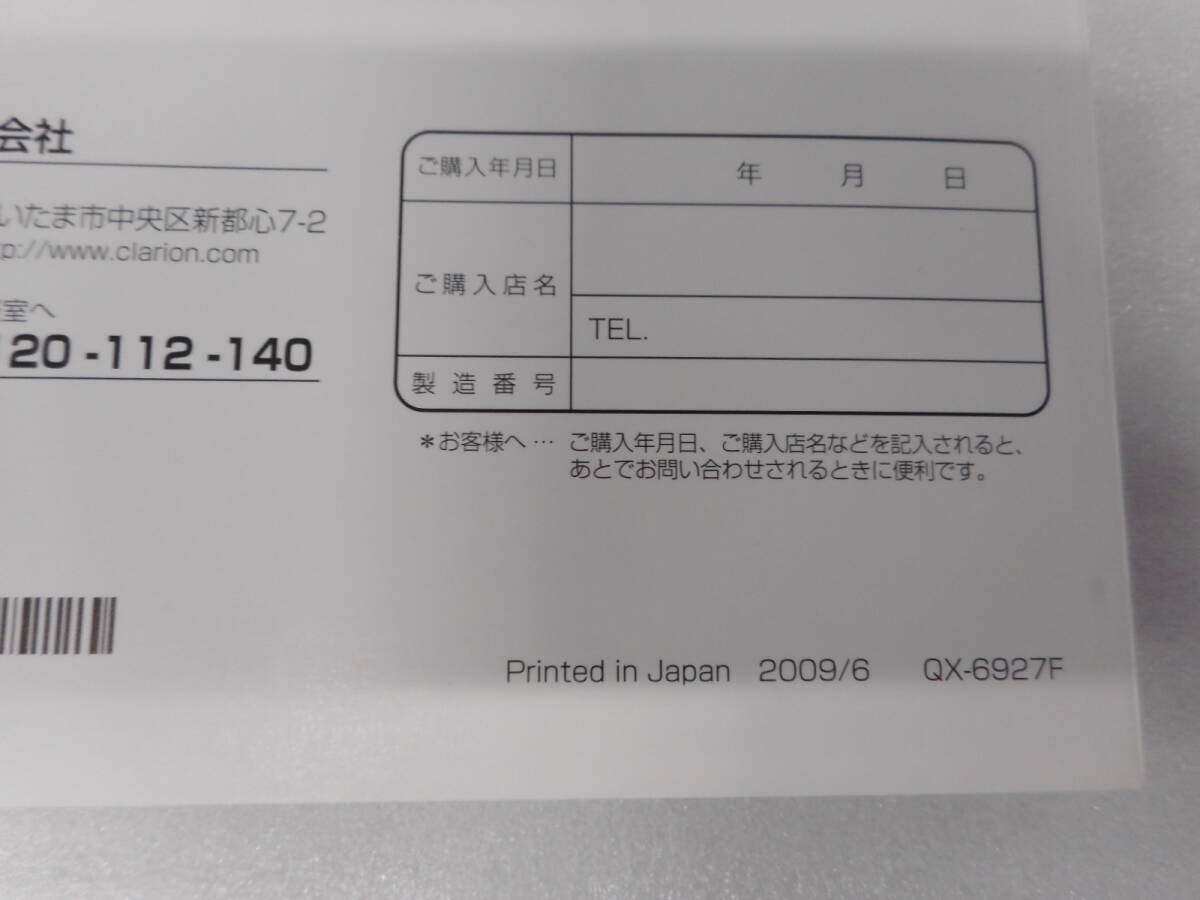 会社
いたま市中央区新都心7-2
p://www.clarion.com
室へ
120-112-140
ご購入年月日 年 月 日
ご購入店名
TEL.
製造番号
*お客様へ… ご購入年月日、ご購入店名などを記入されると、
あとでお問い合わせされるときに便利です。
Printed in Japan 2009/6 QX-6927F